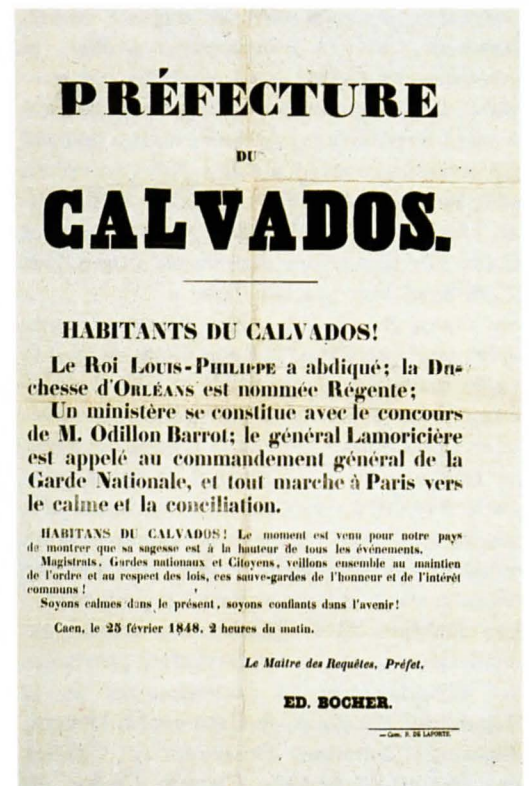 PRÉFECTURE
DU
CALVADOS.
HABITANTS DU CALVADOS!
Le Roi LOUIS-PHILIPPE a abdiqué; la Du-
chesse d'ORLÉANS est nommée Régente;
Un ministère se constitue avec le concours
de M. Odillon Barrot; le général Lamoricière
est appelé au commandement général de la
Garde Nationale, et tout marche à Paris vers
le calme et la conciliation.
HABITANS DU CALVADOS! Le moment est venu pour notre pays
de montrer que sa sagesse est à la hauteur de tous les événements.
Magistrats, Gardes nationaux et Citoyens, veillons ensemble au maintien
de l'ordre et au respect des lois, ces sauve-gardes de l'honneur et de l'intérêt
communs!
Soyons calmes dans le présent, soyons confiants dans l'avenir!
Caen, le 25 février 1848, 2 heures du matin.
Le Maître des Requêtes, Préfet,
ED. BOCHER.
— Caen, F. DE LAPORTE.